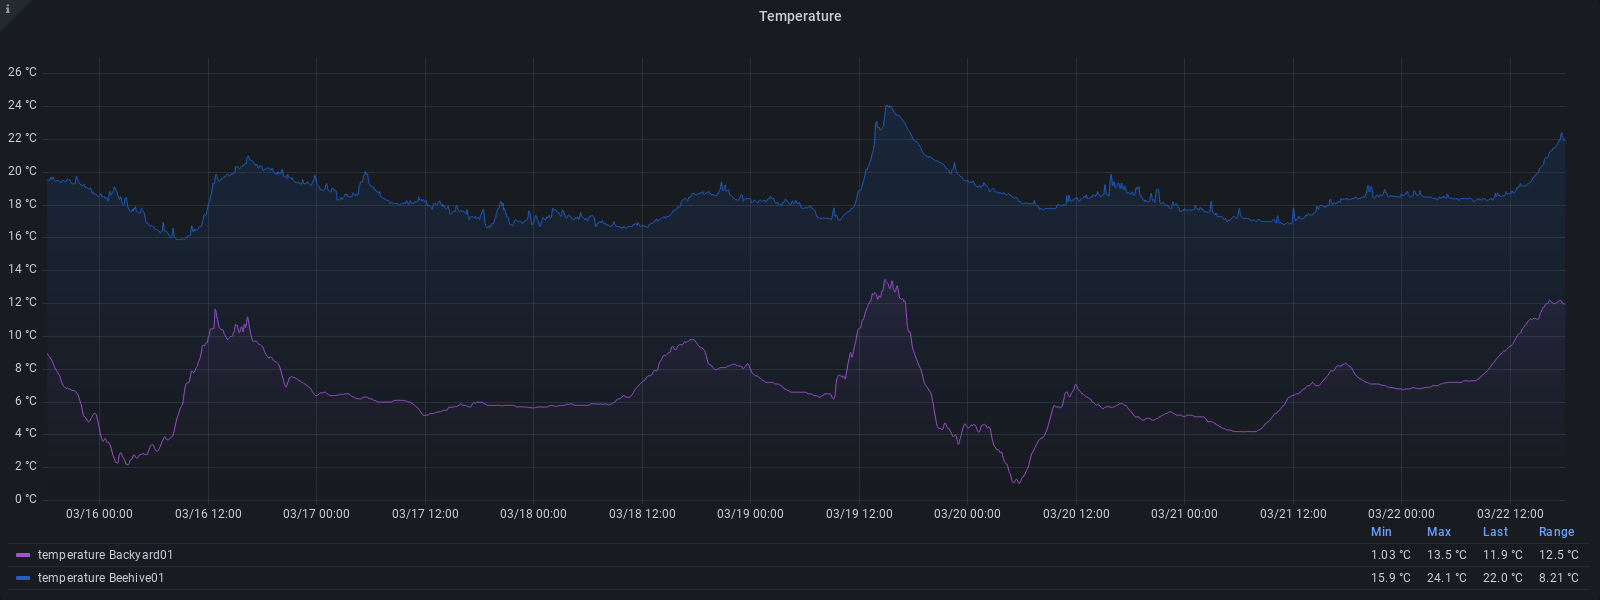 i
Temperature
26 °C
24 °C
22 °C
20 °C
18 °C
16 °C
14 °C
12 °C
10 °C
8 °C
6 °C
4 °C
2 °C
0 °C
03/16 00:00 03/16 12:00 03/17 00:00 03/17 12:00 03/18 00:00 03/18 12:00 03/19 00:00 03/19 12:00 03/20 00:00 03/20 12:00 03/21 00:00 03/21 12:00 03/22 00:00 03/22 12:00
Min Max Last Range
temperature Backyard01 1.03 °C 13.5 °C 11.9 °C 12.5 °C
temperature Beehive01 15.9 °C 24.1 °C 22.0 °C 8.21 °C